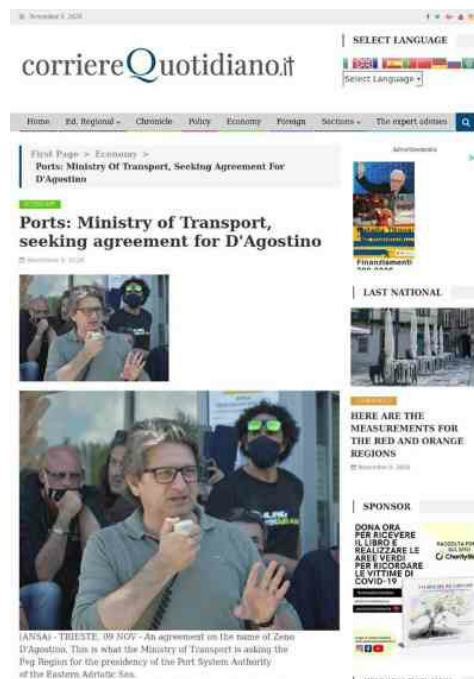 corriereQuotidiano.it
SELECT LANGUAGE
Select Language
Home Ed. Regional Chronicle Policy Economy Foreign Sections The expert advises
First Page > Economy >
Ports: Ministry Of Transport, Seeking Agreement For
D'Agostino
Advertisements
Ports: Ministry of Transport,
seeking agreement for D'Agostino
Finanziamenti
LAST NATIONAL
HERE ARE THE
MEASUREMENTS FOR
THE RED AND ORANGE
REGIONS
SPONSOR
DONA ORA
PER RICEVERE
IL LIBRO E
REALIZZARE LE
AREE VERDI
PER RICORDARE
LE VITTIME DI
COVID-19
(ANSA) - TRIESTE, 09 NOV - An agreement on the name of Zeno
D'Agostino. This is what the Ministry of Transport is asking the
Fvg Region for the presidency of the Port System Authority
of the Eastern Adriatic Sea.